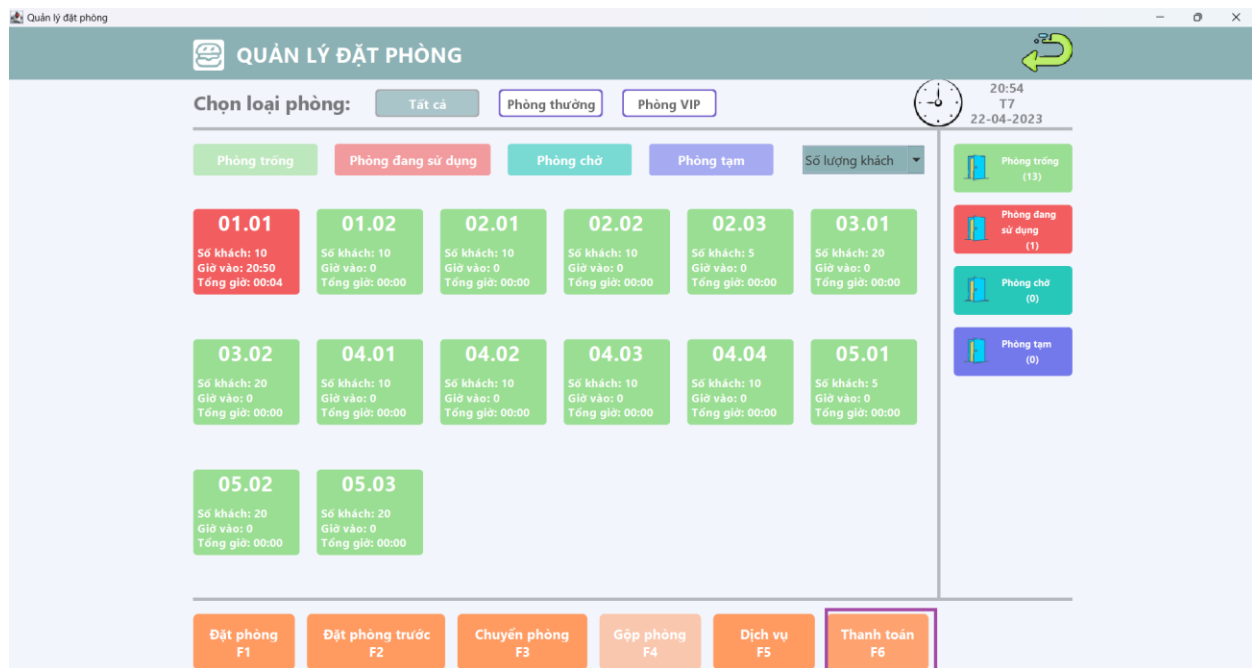 Quản lý đặt phòng
QUẢN LÝ ĐẶT PHÒNG
Chọn loại phòng: Tất cả Phòng thường Phòng VIP
20:54
T7
22-04-2023
Phòng trống Phòng đang sử dụng Phòng chờ Phòng tạm Số lượng khách
01.01 01.02 02.01 02.02 02.03 03.01
Số khách: 10 Số khách: 10 Số khách: 10 Số khách: 10 Số khách: 5 Số khách: 20
Giờ vào: 20:50 Giờ vào: 0 Giờ vào: 0 Giờ vào: 0 Giờ vào: 0 Giờ vào: 0
Tổng giờ: 00:04 Tổng giờ: 00:00 Tổng giờ: 00:00 Tổng giờ: 00:00 Tổng giờ: 00:00 Tổng giờ: 00:00
03.02 04.01 04.02 04.03 04.04 05.01
Số khách: 20 Số khách: 10 Số khách: 10 Số khách: 10 Số khách: 10 Số khách: 5
Giờ vào: 0 Giờ vào: 0 Giờ vào: 0 Giờ vào: 0 Giờ vào: 0 Giờ vào: 0
Tổng giờ: 00:00 Tổng giờ: 00:00 Tổng giờ: 00:00 Tổng giờ: 00:00 Tổng giờ: 00:00 Tổng giờ: 00:00
05.02 05.03
Số khách: 20 Số khách: 20
Giờ vào: 0 Giờ vào: 0
Tổng giờ: 00:00 Tổng giờ: 00:00
Phòng trống
(13)
Phòng đang
sử dụng
(1)
Phòng chờ
(0)
Phòng tạm
(0)
Đặt phòng Đặt phòng trước Chuyển phòng Gộp phòng Dịch vụ Thanh toán
F1 F2 F3 F4 F5 F6